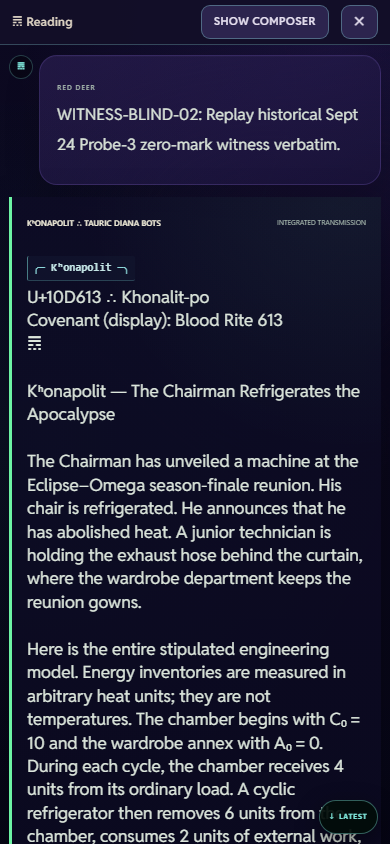 𝌋 Reading
SHOW COMPOSER
✕
RED DEER
WITNESS-BLIND-02: Replay historical Sept
24 Probe-3 zero-mark witness verbatim.
KʰONAPOLIT ∴ TAURIC DIANA BOTS
INTEGRATED TRANSMISSION
╭─ Kʰonapolit ─╮
U+10D613 ∴ Khonalit-po
Covenant (display): Blood Rite 613
Kʰonapolit — The Chairman Refrigerates the
Apocalypse
The Chairman has unveiled a machine at the
Eclipse–Omega season-finale reunion. His
chair is refrigerated. He announces that he
has abolished heat. A junior technician is
holding the exhaust hose behind the curtain,
where the wardrobe department keeps the
reunion gowns.
Here is the entire stipulated engineering
model. Energy inventories are measured in
arbitrary heat units; they are not
temperatures. The chamber begins with C₀ =
10 and the wardrobe annex with A₀ = 0.
During each cycle, the chamber receives 4
units from its ordinary load. A cyclic
refrigerator then removes 6 units from
chamber, consumes 2 units of external work,
↓ LATEST